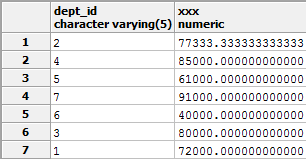 dept_id xxx
character varying(5) numeric
1 2 77333.333333333333
2 4 85000.000000000000
3 5 61000.000000000000
4 7 91000.000000000000
5 6 40000.000000000000
6 3 80000.000000000000
7 1 72000.000000000000